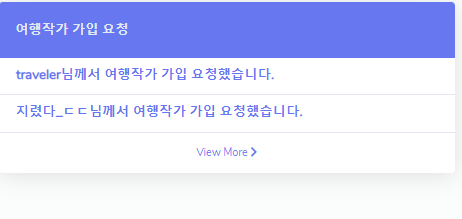 여행작가 가입 요청
traveler님께서 여행작가 가입 요청했습니다.
지렸다_ㄷㄷ님께서 여행작가 가입 요청했습니다.
View More